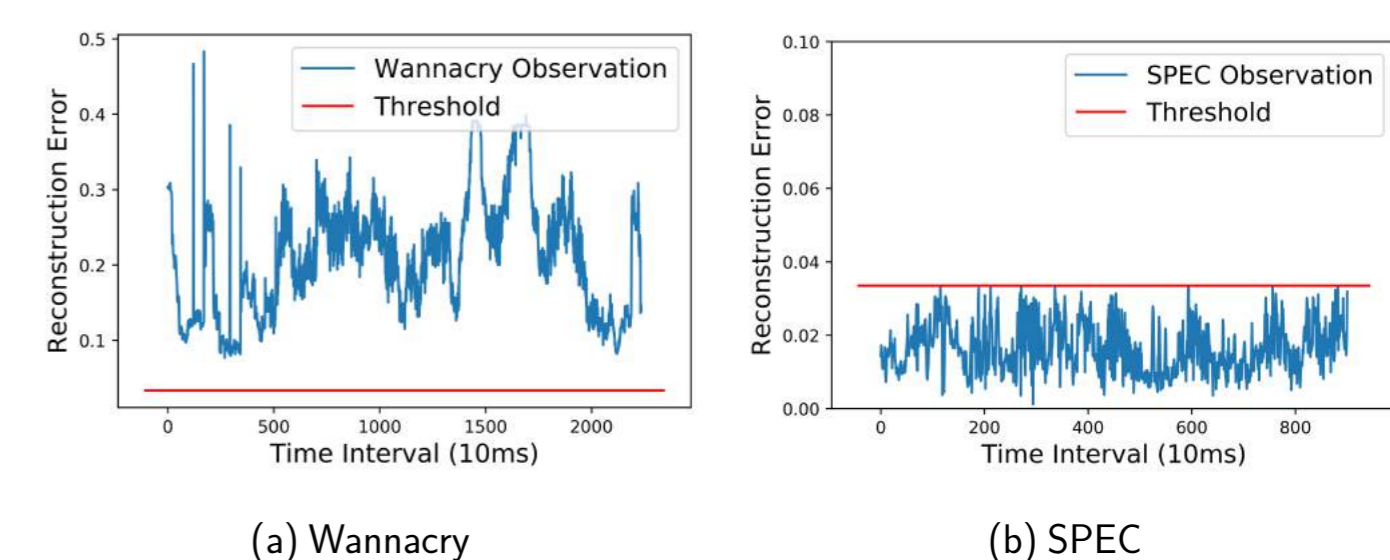 0.5
0.4
0.3
0.2
0.1
Reconstruction Error
Wannacry Observation
Threshold
0 500 1000 1500 2000
Time Interval (10ms)
(a) Wannacry
0.10
0.08
0.06
0.04
0.02
0.00
Reconstruction Error
SPEC Observation
Threshold
0 200 400 600 800
Time Interval (10ms)
(b) SPEC